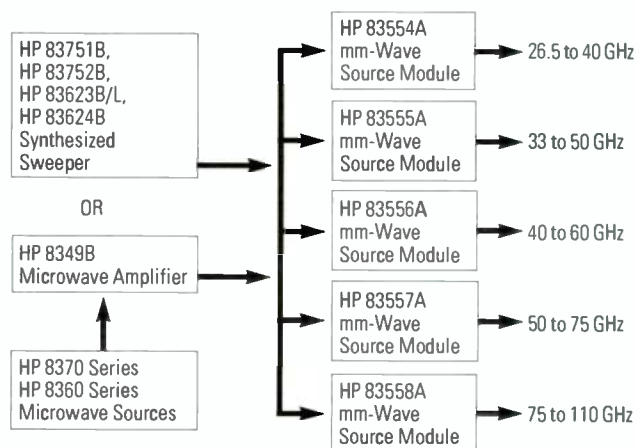 HP 83751B,
HP 83752B,
HP 83623B/L,
HP 83624B
Synthesized
Sweeper
OR
HP 8349B
Microwave Amplifier
HP 8370 Series
HP 8360 Series
Microwave Sources
HP 83554A
mm-Wave
Source Module
26.5 to 40 GHz
HP 83555A
mm-Wave
Source Module
33 to 50 GHz
HP 83556A
mm-Wave
Source Module
40 to 60 GHz
HP 83557A
mm-Wave
Source Module
50 to 75 GHz
HP 83558A
mm-Wave
Source Module
75 to 110 GHz